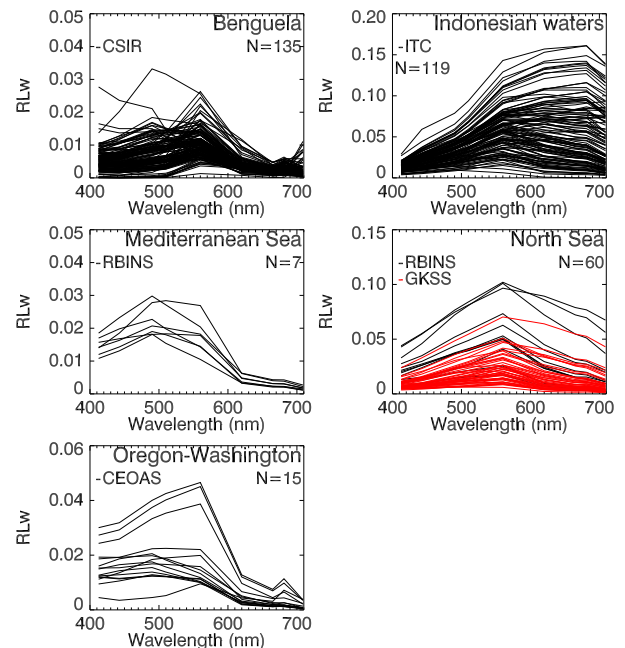 Benguela
-CSIR N=135
RLw
0.05
0.04
0.03
0.02
0.01
0
400 500 600 700
Wavelength (nm)
Indonesian waters
-ITC
N=119
RLw
0.20
0.15
0.10
0.05
0
400 500 600 700
Wavelength (nm)
Mediterranean Sea
-RBINS N=7
RLw
0.05
0.04
0.03
0.02
0.01
0
400 500 600 700
Wavelength (nm)
North Sea
-RBINS N=60
-GKSS
RLw
0.15
0.10
0.05
0
400 500 600 700
Wavelength (nm)
Oregon-Washington
-CEOAS N=15
RLw
0.06
0.04
0.02
0
400 500 600 700
Wavelength (nm)